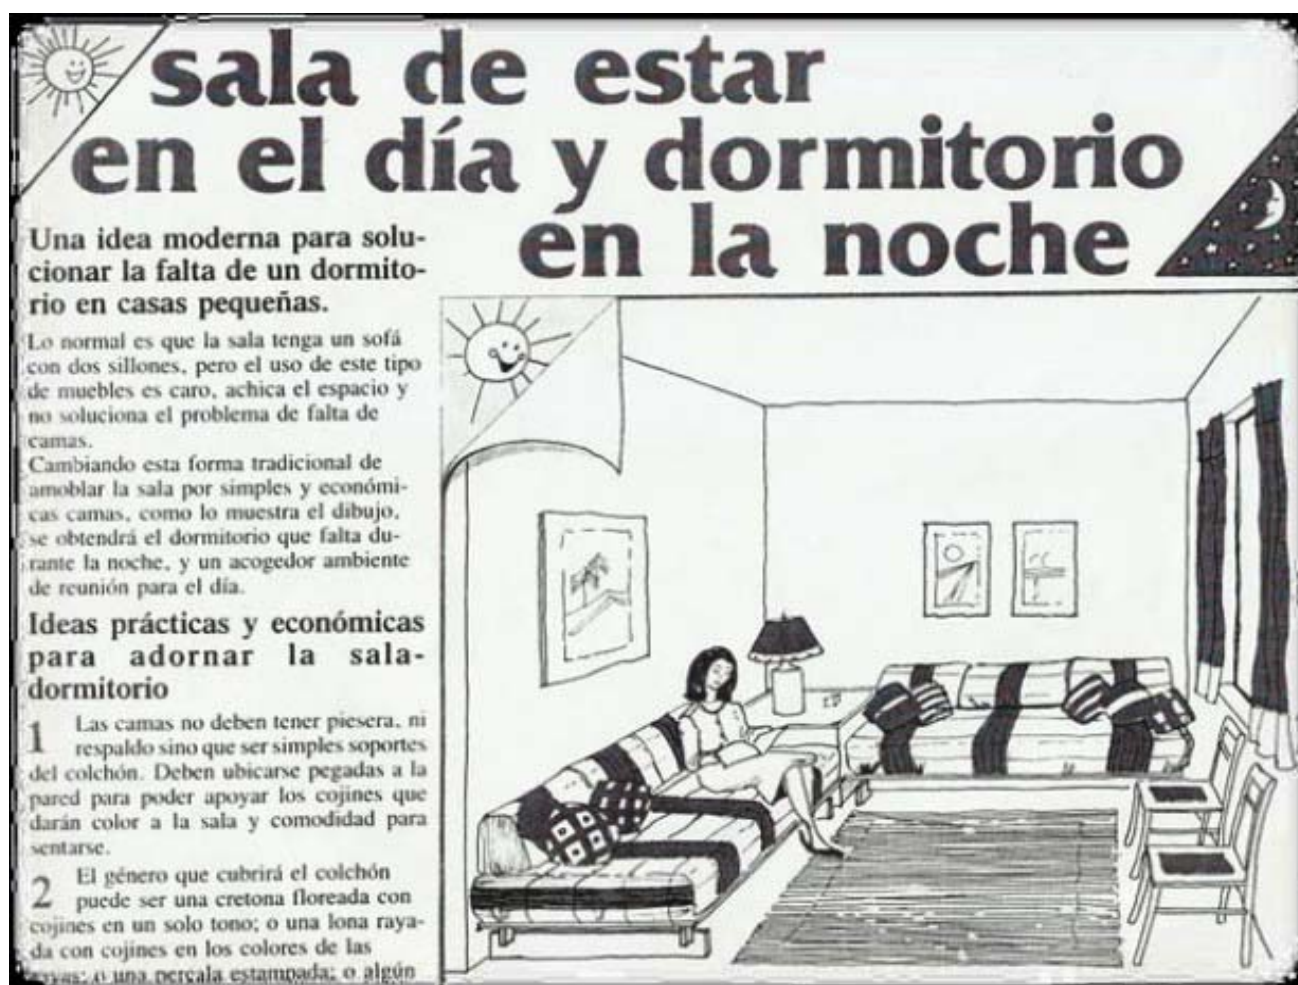 sala de estar
en el día y dormitorio
en la noche
Una idea moderna para solu-
cionar la falta de un dormito-
rio en casas pequeñas.
Lo normal es que la sala tenga un sofá
con dos sillones, pero el uso de este tipo
de muebles es caro, achica el espacio y
no soluciona el problema de falta de
camas.
Cambiando esta forma tradicional de
amoblar la sala por simples y económi-
cas camas, como lo muestra el dibujo,
se obtendrá el dormitorio que falta du-
rante la noche, y un acogedor ambiente
de reunión para el día.
Ideas prácticas y económicas
para adornar la sala-
dormitorio
1 Las camas no deben tener piesera, ni
respaldo sino que ser simples soportes
del colchón. Deben ubicarse pegadas a la
pared para poder apoyar los cojines que
darán color a la sala y comodidad para
sentarse.
2 El género que cubrirá el colchón
puede ser una cretona floreada con
cojines en un solo tono; o una lona raya-
da con cojines en los colores de las
rayas; o una percala estampada; o algún